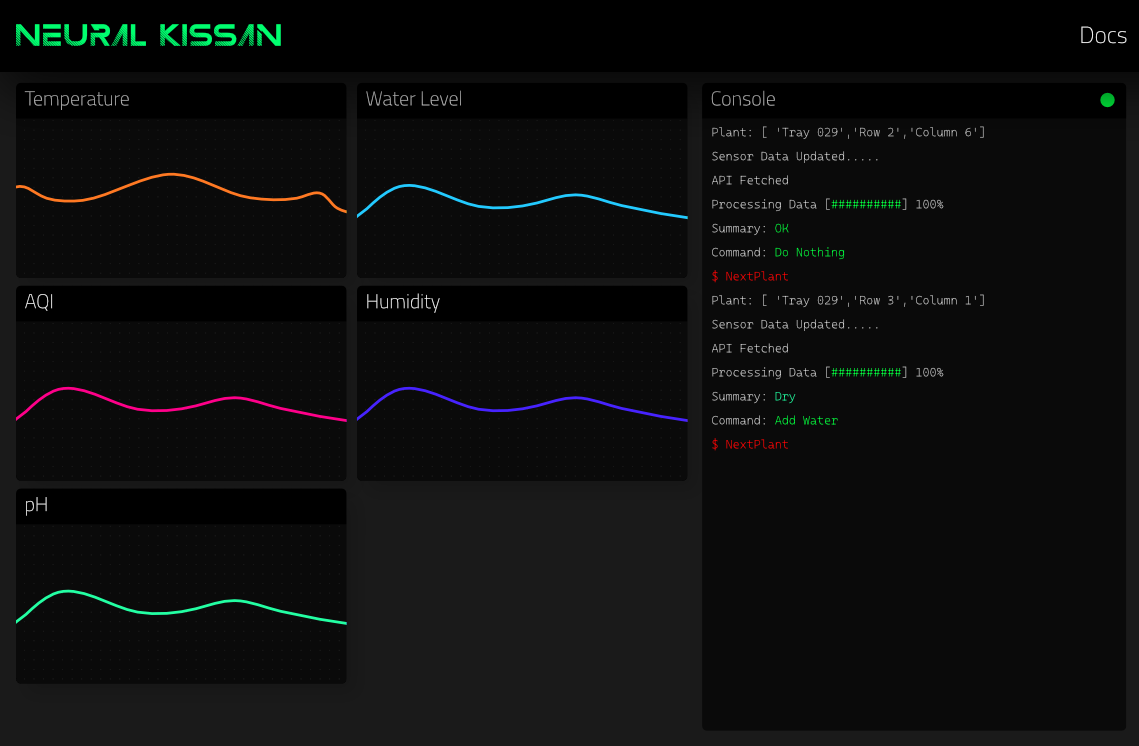 NEURAL KISSAN
Docs
Temperature
Water Level
AQI
Humidity
pH
Console
Plant: [ 'Tray 029','Row 2','Column 6']
Sensor Data Updated.....
API Fetched
Processing Data [##########] 100%
Summary: OK
Command: Do Nothing
$ NextPlant
Plant: [ 'Tray 029','Row 3','Column 1']
Sensor Data Updated.....
API Fetched
Processing Data [##########] 100%
Summary: Dry
Command: Add Water
$ NextPlant